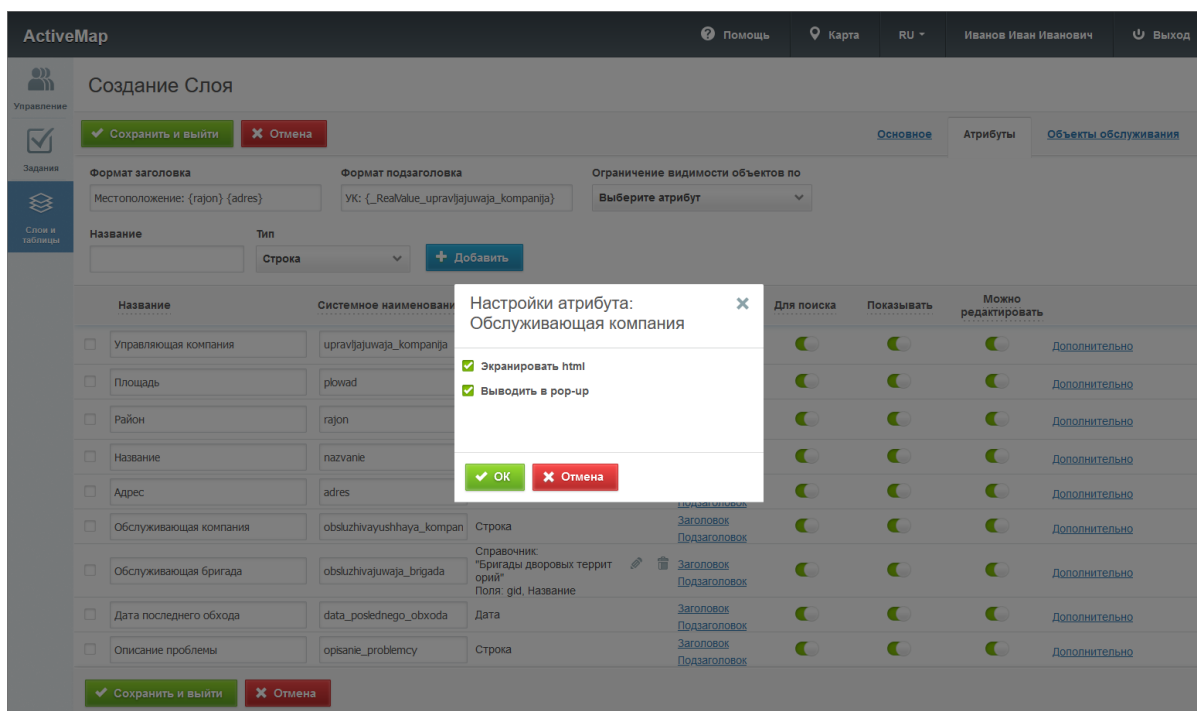 ActiveMap
Помощь
Карта
RU
Иванов Иван Иванович
Выход
Управление
Задания
Слои и
таблицы
Создание Слоя
Сохранить и выйти
Отмена
Основное
Атрибуты
Объекты обслуживания
Формат заголовка
Формат подзаголовка
Ограничение видимости объектов по
Местоположение: {rajon} {adres}
УК: {_RealValue_upravljajuwaja_kompanija}
Выберите атрибут
Название
Тип
Строка
Добавить
Название
Системное наименовани
Для поиска
Показывать
Можно
редактировать
Настройки атрибута:
Обслуживающая компания
Экранировать html
Выводить в pop-up
ОК
Отмена
Управляющая компания
upravljajuwaja_kompanija
Дополнительно
Площадь
plowad
Дополнительно
Район
rajon
Дополнительно
Название
nazvanie
Дополнительно
Адрес
adres
Подзаголовок
Дополнительно
Обслуживающая компания
obsluzhivayushhaya_kompan
Строка
Заголовок
Подзаголовок
Дополнительно
Обслуживающая бригада
obsluzhivajuwaja_brigada
Справочник:
"Бригады дворовых террит
орий"
Поля: gid, Название
Заголовок
Подзаголовок
Дополнительно
Дата последнего обхода
data_poslednego_obxoda
Дата
Заголовок
Подзаголовок
Дополнительно
Описание проблемы
opisanie_problemcy
Строка
Заголовок
Подзаголовок
Дополнительно
Сохранить и выйти
Отмена